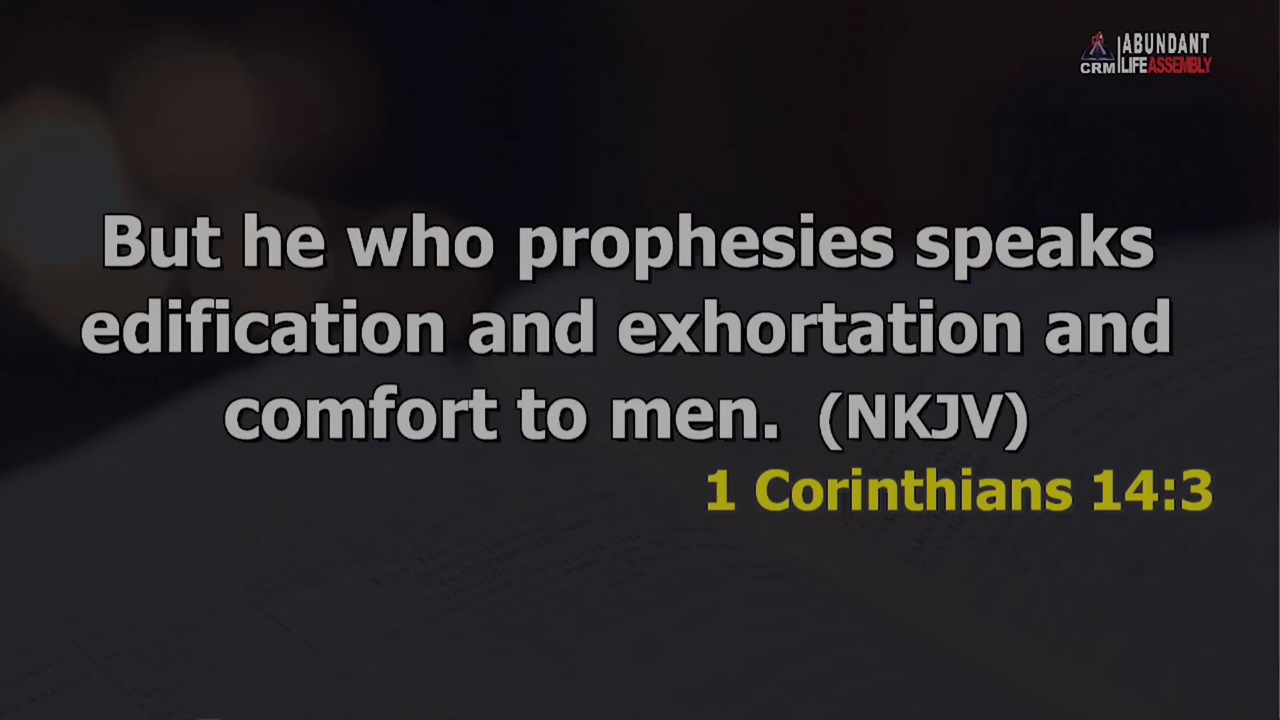 ABUNDANT
CRM LIFE ASSEMBLY
But he who prophesies speaks
edification and exhortation and
comfort to men. (NKJV)
1 Corinthians 14:3